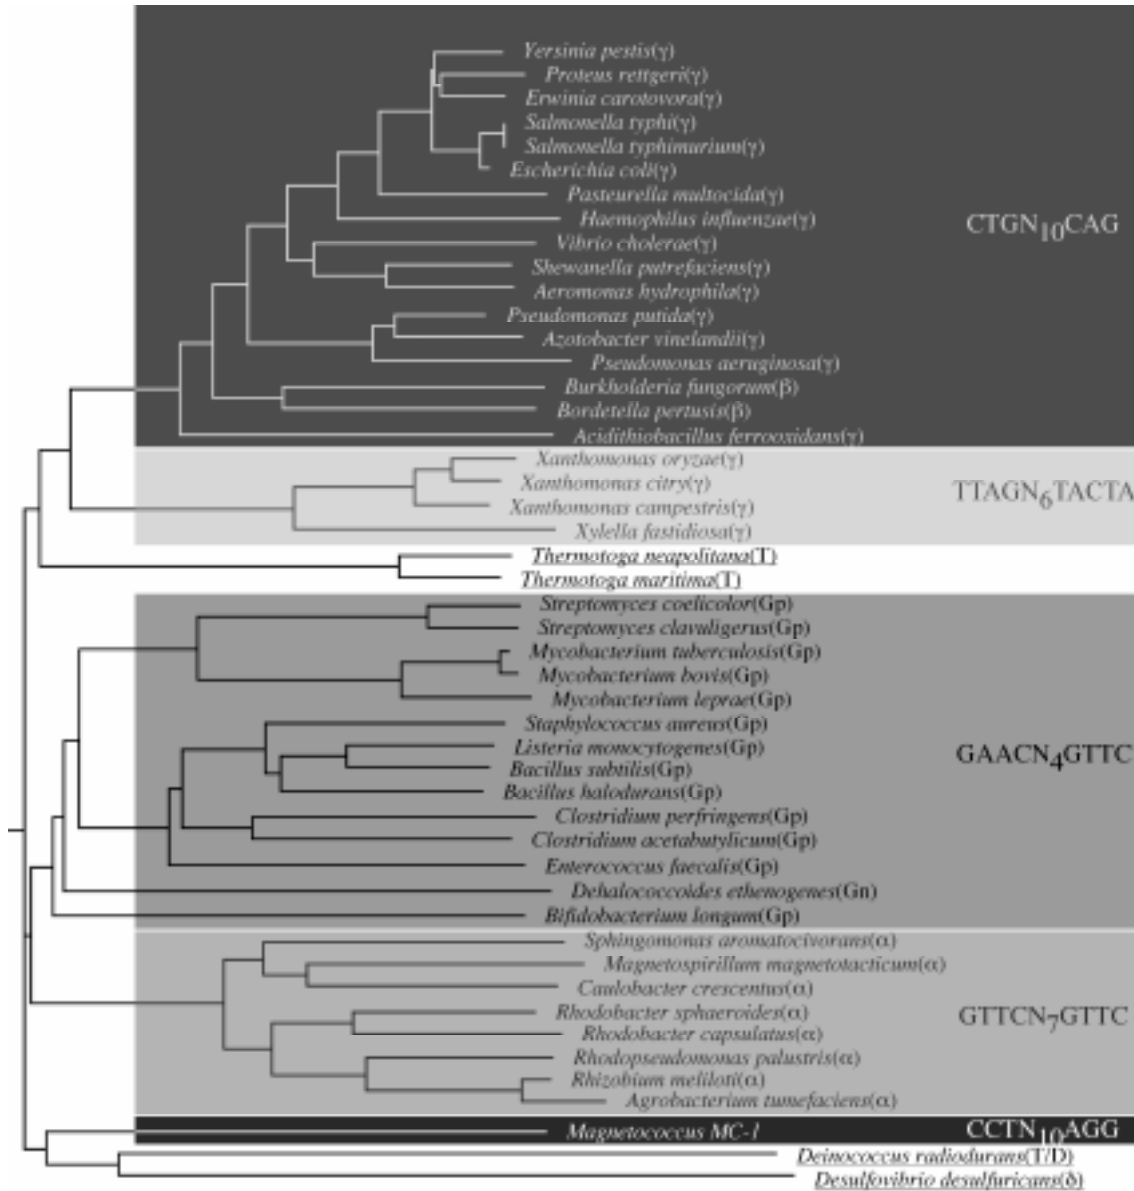 Yersinia pestis(γ)
Proteus rettgeri(γ)
Erwinia carotovora(γ)
Salmonella typhi(γ)
Salmonella typhimurium(γ)
Escherichia coli(γ)
Pasteurella multocida(γ)
Haemophilus influenzae(γ)
CTGN10CAG
Vibrio cholerae(γ)
Shewanella putrefaciens(γ)
Aeromonas hydrophila(γ)
Pseudomonas putida(γ)
Azotobacter vinelandii(γ)
Pseudomonas aeruginosa(γ)
Burkholderia fungorum(β)
Bordetella pertusis(β)
Acidithiobacillus ferrooxidans(γ)
Xanthomonas oryzae(γ)
Xanthomonas citry(γ)
TTAGN6TACTA
Xanthomonas campestris(γ)
Xylella fastidiosa(γ)
Thermotoga neapolitana(T)
Thermotoga maritima(T)
Streptomyces coelicolor(Gp)
Streptomyces clavuligerus(Gp)
Mycobacterium tuberculosis(Gp)
Mycobacterium bovis(Gp)
Mycobacterium leprae(Gp)
Staphylococcus aureus(Gp)
Listeria monocytogenes(Gp)
GAACN4GTTC
Bacillus subtilis(Gp)
Bacillus halodurans(Gp)
Clostridium perfringens(Gp)
Clostridium acetabutylicum(Gp)
Enterococcus faecalis(Gp)
Dehalococcoides ethenogenes(Gn)
Bifidobacterium longum(Gp)
Sphingomonas aromatocivorans(α)
Magnetospirillum magnetotacticum(α)
Caulobacter crescentus(α)
Rhodobacter sphaeroides(α)
GTTCN7GTTC
Rhodobacter capsulatus(α)
Rhodopseudomonas palustris(α)
Rhizobium meliloti(α)
Agrobacterium tumefaciens(α)
Magnetococcus MC-1
CCTN10AGG
Deinococcus radiodurans(T/D)
Desulfovibrio desulfuricans(δ)